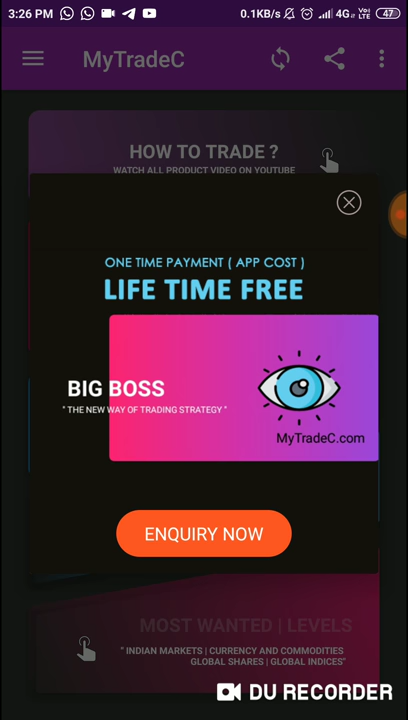 3:26 PM 0.1KB/s 4G Vo LTE 47
MyTradeC
HOW TO TRADE ?
WATCH ALL PRODUCT VIDEO ON YOUTUBE
ONE TIME PAYMENT ( APP COST )
LIFE TIME FREE
BIG BOSS
" THE NEW WAY OF TRADING STRATEGY "
MyTradeC.com
ENQUIRY NOW
MOST WANTED | LEVELS
" INDIAN MARKETS | CURRENCY AND COMMODITIES
GLOBAL SHARES | GLOBAL INDICES"
DU RECORDER